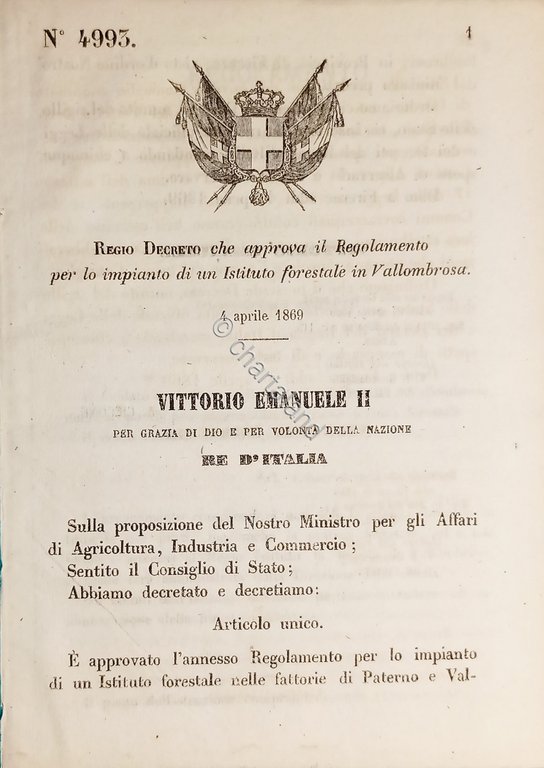 N° 4993.
1
REGIO DECRETO che approva il Regolamento
per lo impianto di un Istituto forestale in Vallombrosa.
4 aprile 1869
© chartaland
VITTORIO EMANUELE II
PER GRAZIA DI DIO E PER VOLONTÀ DELLA NAZIONE
RE D'ITALIA
Sulla proposizione del Nostro Ministro per gli Affari
di Agricoltura, Industria e Commercio;
Sentito il Consiglio di Stato;
Abbiamo decretato e decretiamo:
Articolo unico.
È approvato l'annesso Regolamento per lo impianto
di un Istituto forestale nelle fattorie di Paterno e Val-